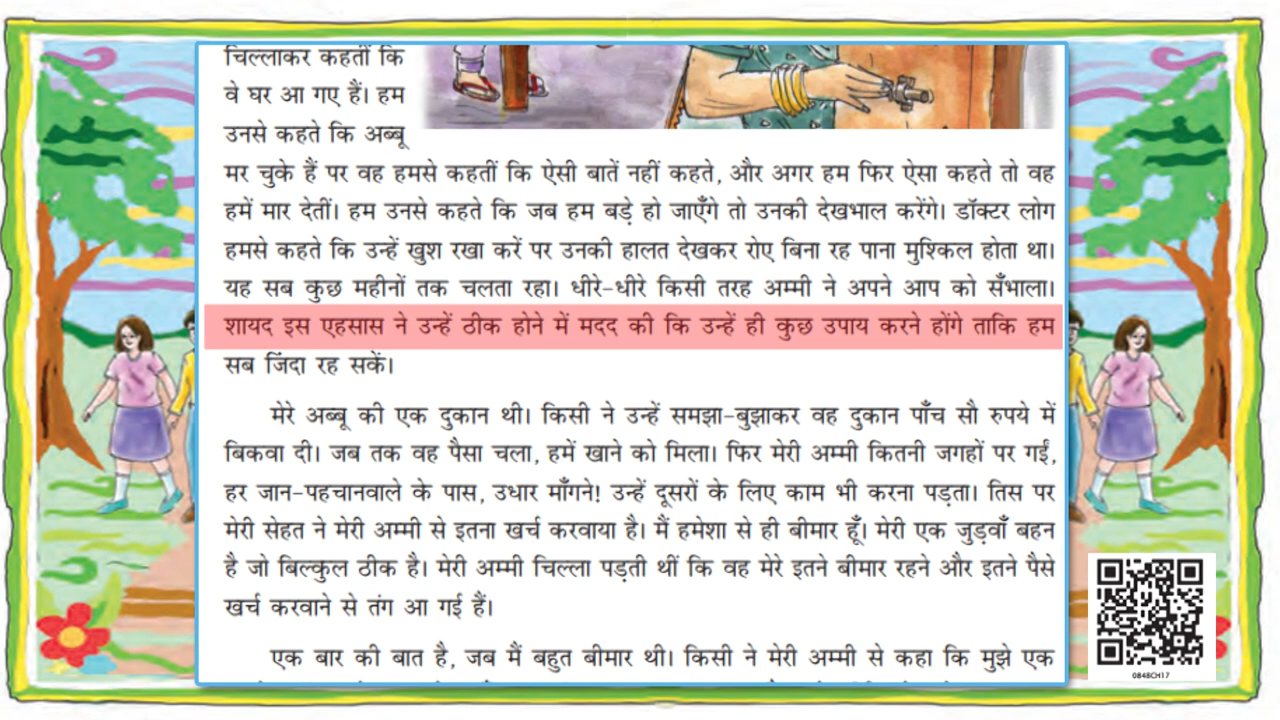 चिल्लाकर कहतीं कि
वे घर आ गए हैं। हम
उनसे कहते कि अब्बू
मर चुके हैं पर वह हमसे कहतीं कि ऐसी बातें नहीं कहते, और अगर हम फिर ऐसा कहते तो वह
हमें मार देतीं। हम उनसे कहते कि जब हम बड़े हो जाएँगे तो उनकी देखभाल करेंगे। डॉक्टर लोग
हमसे कहते कि उन्हें खुश रखा करें पर उनकी हालत देखकर रोए बिना रह पाना मुश्किल होता था।
यह सब कुछ महीनों तक चलता रहा। धीरे-धीरे किसी तरह अम्मी ने अपने आप को सँभाला।
शायद इस एहसास ने उन्हें ठीक होने में मदद की कि उन्हें ही कुछ उपाय करने होंगे ताकि हम
सब जिंदा रह सकें।
मेरे अब्बू की एक दुकान थी। किसी ने उन्हें समझा-बुझाकर वह दुकान पाँच सौ रुपये में
बिकवा दी। जब तक वह पैसा चला, हमें खाने को मिला। फिर मेरी अम्मी कितनी जगहों पर गईं,
हर जान-पहचानवाले के पास, उधार माँगने! उन्हें दूसरों के लिए काम भी करना पड़ता। तिस पर
मेरी सेहत ने मेरी अम्मी से इतना खर्च करवाया है। मैं हमेशा से ही बीमार हूँ। मेरी एक जुड़वाँ बहन
है जो बिल्कुल ठीक है। मेरी अम्मी चिल्ला पड़ती थीं कि वह मेरे इतने बीमार रहने और इतने पैसे
खर्च करवाने से तंग आ गई हैं।
एक बार की बात है, जब मैं बहुत बीमार थी। किसी ने मेरी अम्मी से कहा कि मुझे एक
0848CH17